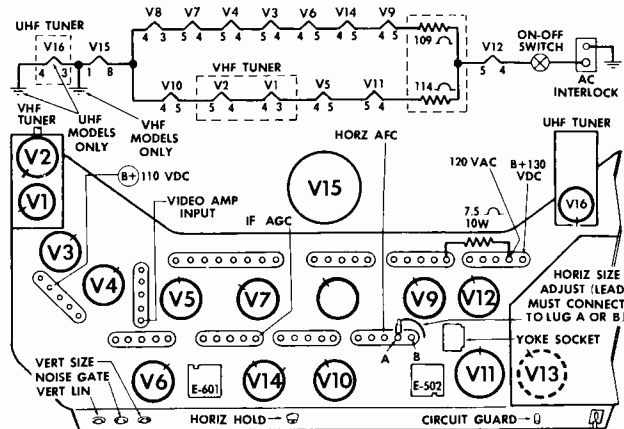 UHF TUNER
V16
4 3
V15
1 8
V8
4 3
V7
5 4
V4
5 4
V3
4 3
V6
4 5
V14
4 5
V9
4 5
109
V12
5 4
ON-OFF
SWITCH
AC
INTERLOCK
V10
4 5
VHF TUNER
V2
5 4
V1
4 3
V5
4 5
V11
4 5
114
VHF
TUNER
UHF
MODELS
ONLY
VHF
MODELS
ONLY
V2
V1
B+ 110 VDC
VIDEO AMP
INPUT
IF AGC
HORZ AFC
V15
120 VAC
B+130
VDC
UHF TUNER
V16
7.5
10W
V3
V4
V5
V7
V9
V12
HORIZ SIZE
ADJUST (LEAD
MUST CONNECT
TO LUG A OR B)
A
B
YOKE SOCKET
VERT SIZE
NOISE GATE
VERT LIN
V6
E-601
V14
V10
E-502
V11
V13
HORIZ HOLD
CIRCUIT GUARD